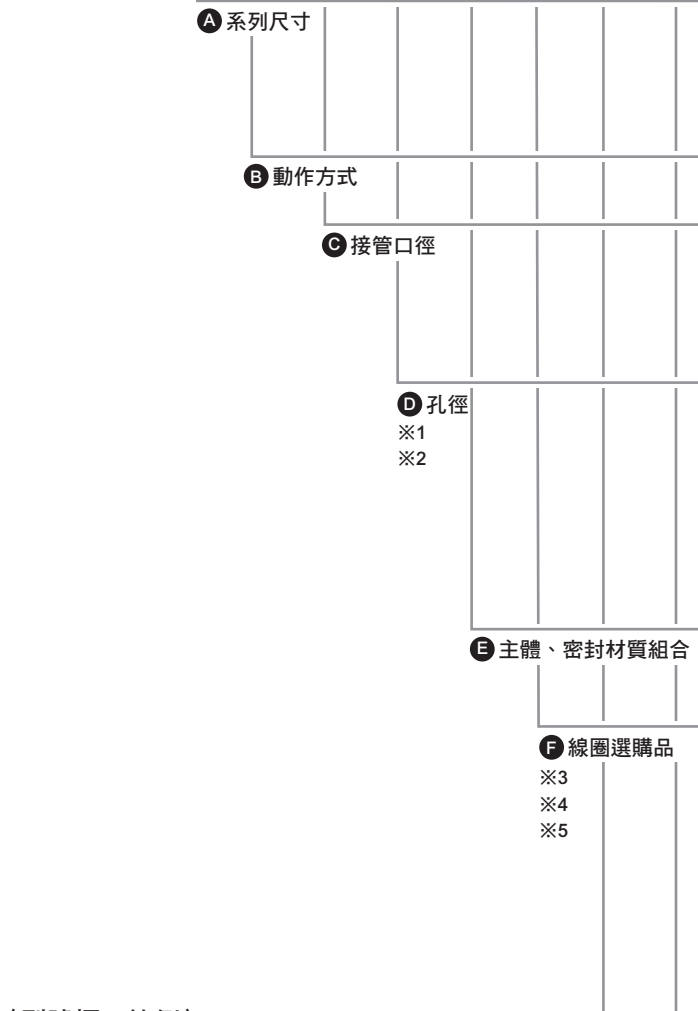 A 系列尺寸
B 動作方式
C 接管口徑
D 孔徑
※1
※2
E 主體、密封材質組合
F 線圈選購品
※3
※4
※5